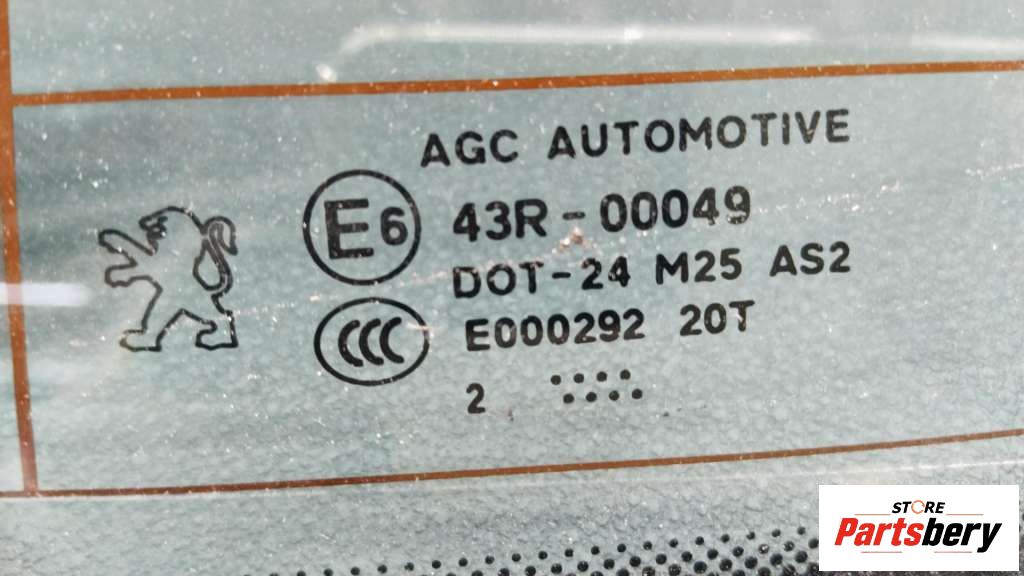 AGC AUTOMOTIVE
E6 43R-00049
DOT-24 M25 AS2
CCC E000292 20T
2
STORE
Partsbery